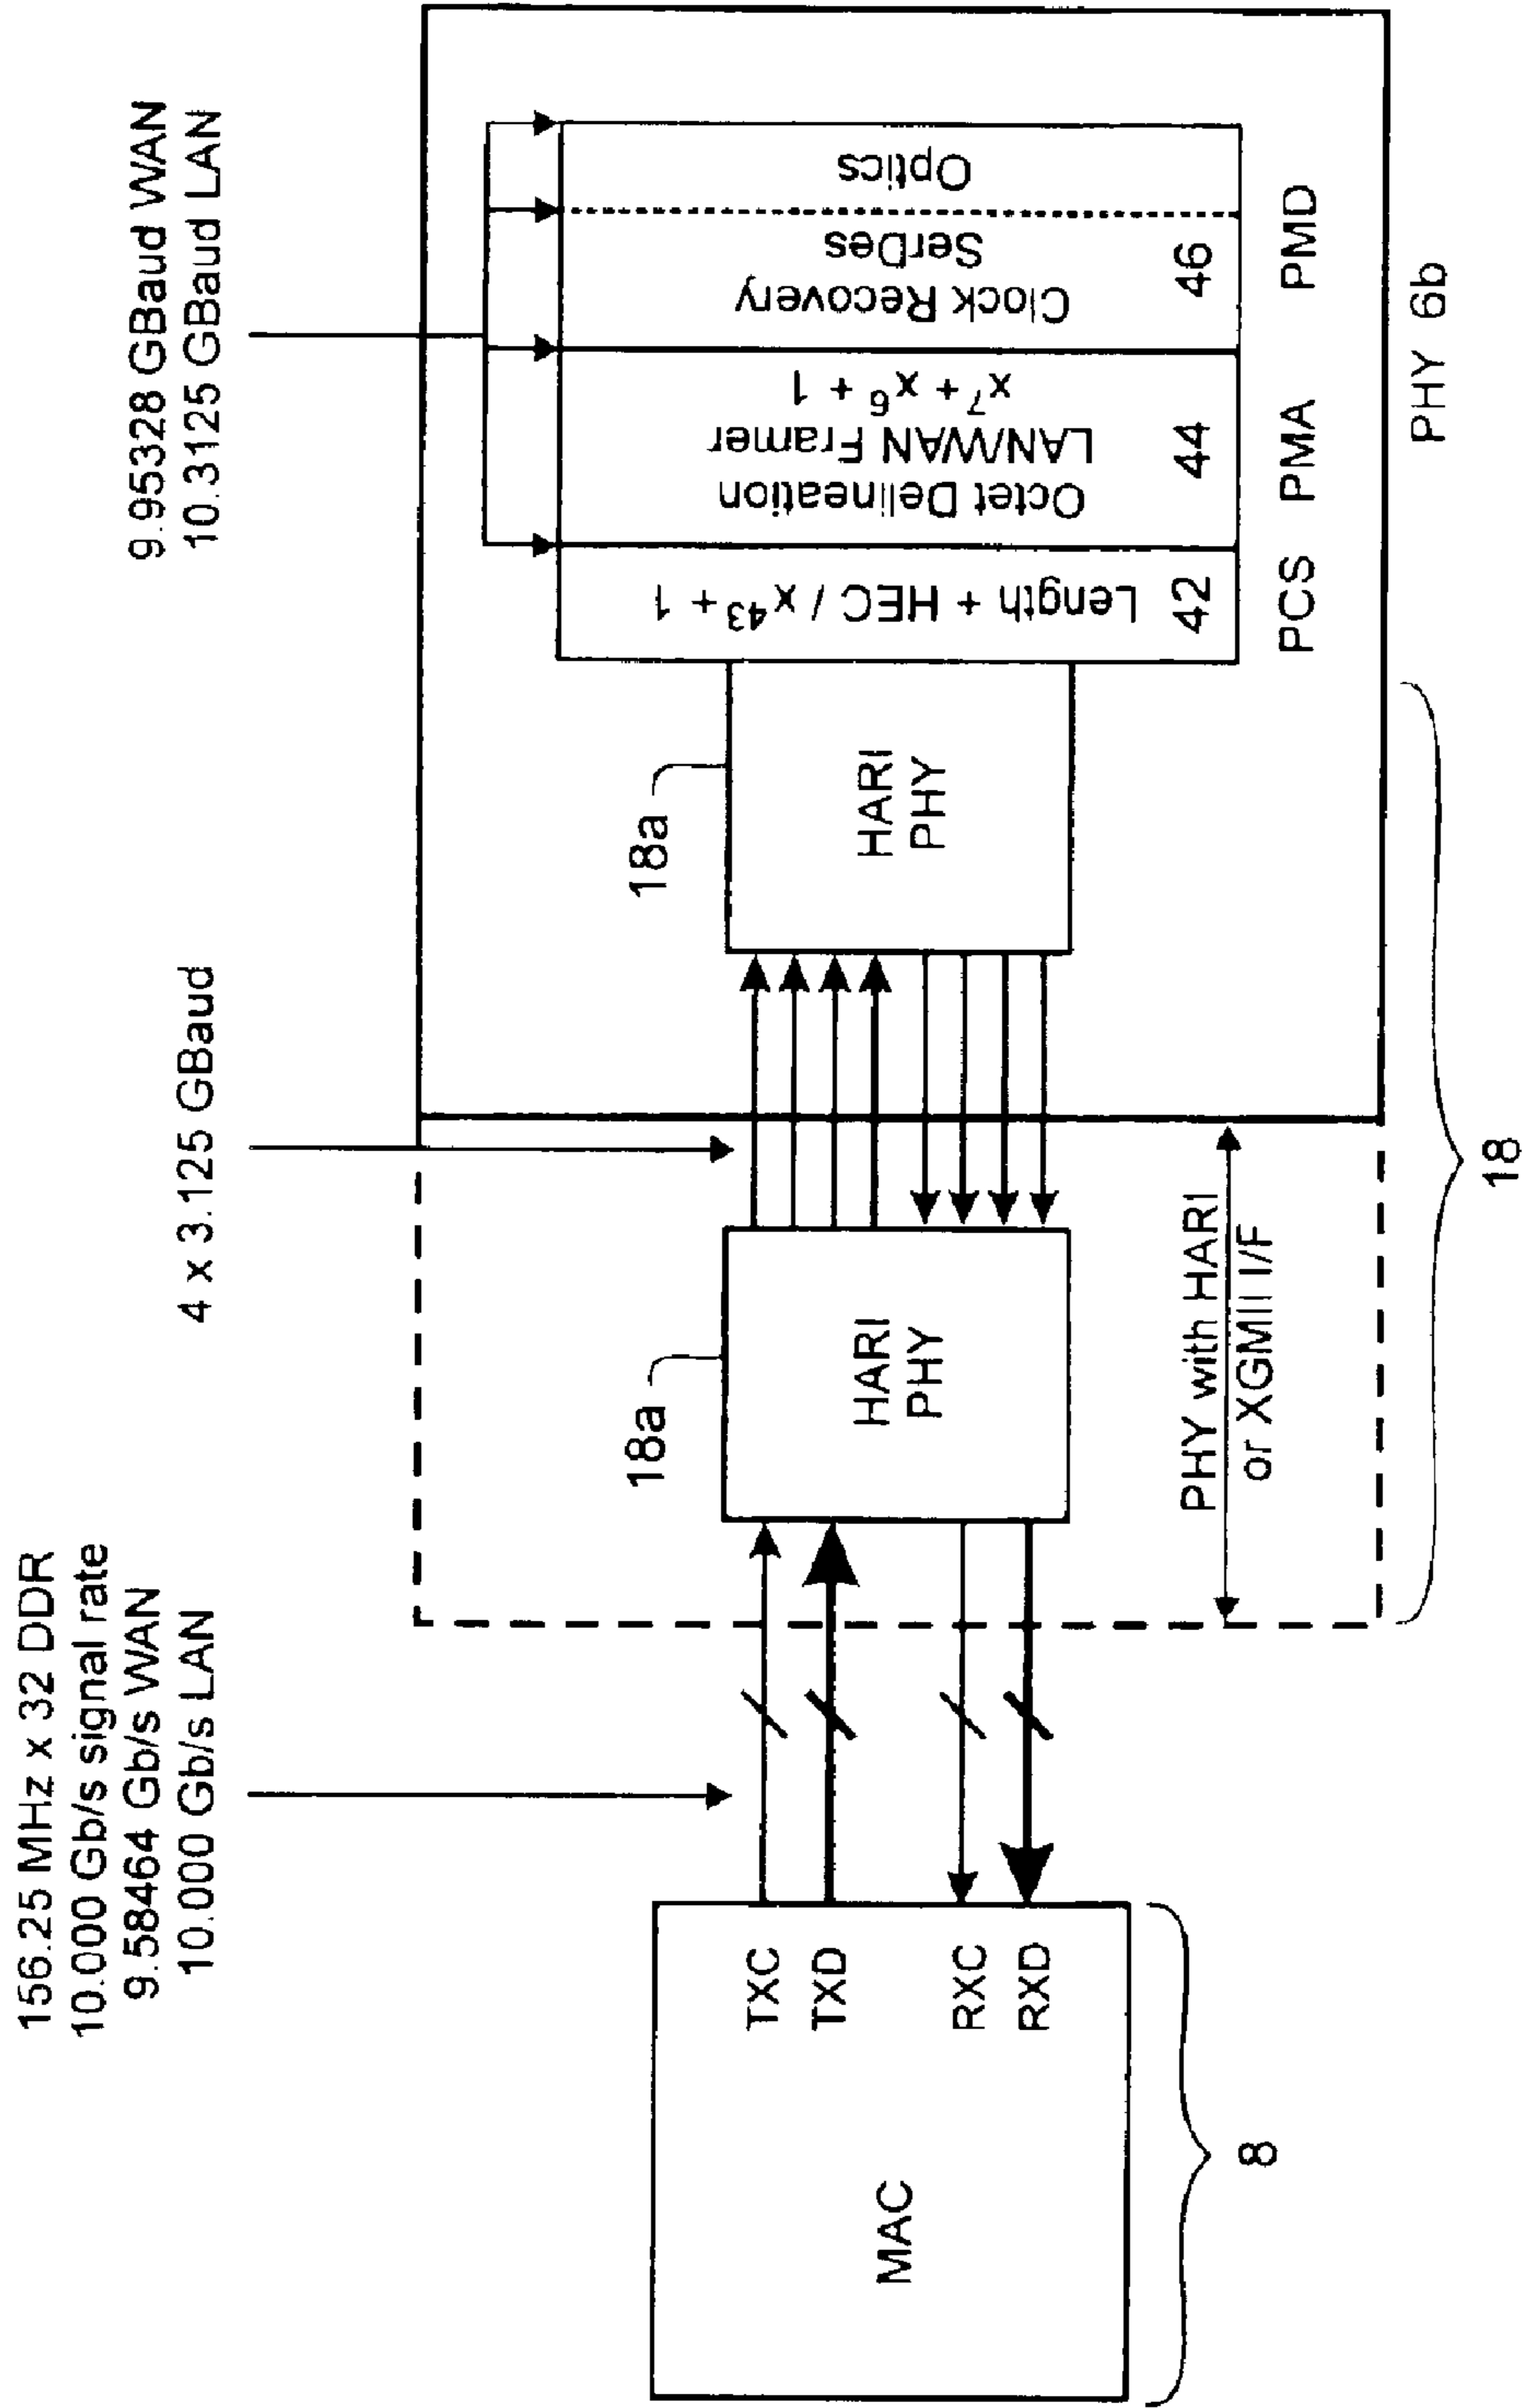 156.25 MHz x 32 DDR
10.000 Gb/s signal rate
9.58464 Gb/s WAN
10.000 Gb/s LAN
4 x 3.125 GBaud
9.95328 GBaud WAN
10.3125 GBaud LAN
MAC
TXC
TXD
RXC
RXD
8
18a
HARI
PHY
PHY with HARI
or XGMII I/F
18a
HARI
PHY
18
Length + HEC / x⁴³ + 1
42
PCS
Octet Delineation
LAN/WAN Framer
x⁷ + x⁶ + 1
44
PMA
Clock Recovery
SerDes
46
Optics
PMD
PHY 6b